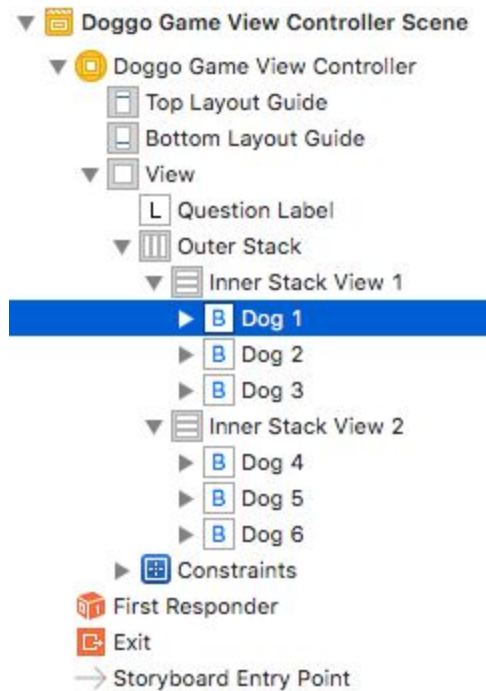 Doggo Game View Controller Scene
Doggo Game View Controller
Top Layout Guide
Bottom Layout Guide
View
L Question Label
Outer Stack
Inner Stack View 1
B Dog 1
B Dog 2
B Dog 3
Inner Stack View 2
B Dog 4
B Dog 5
B Dog 6
Constraints
First Responder
Exit
Storyboard Entry Point